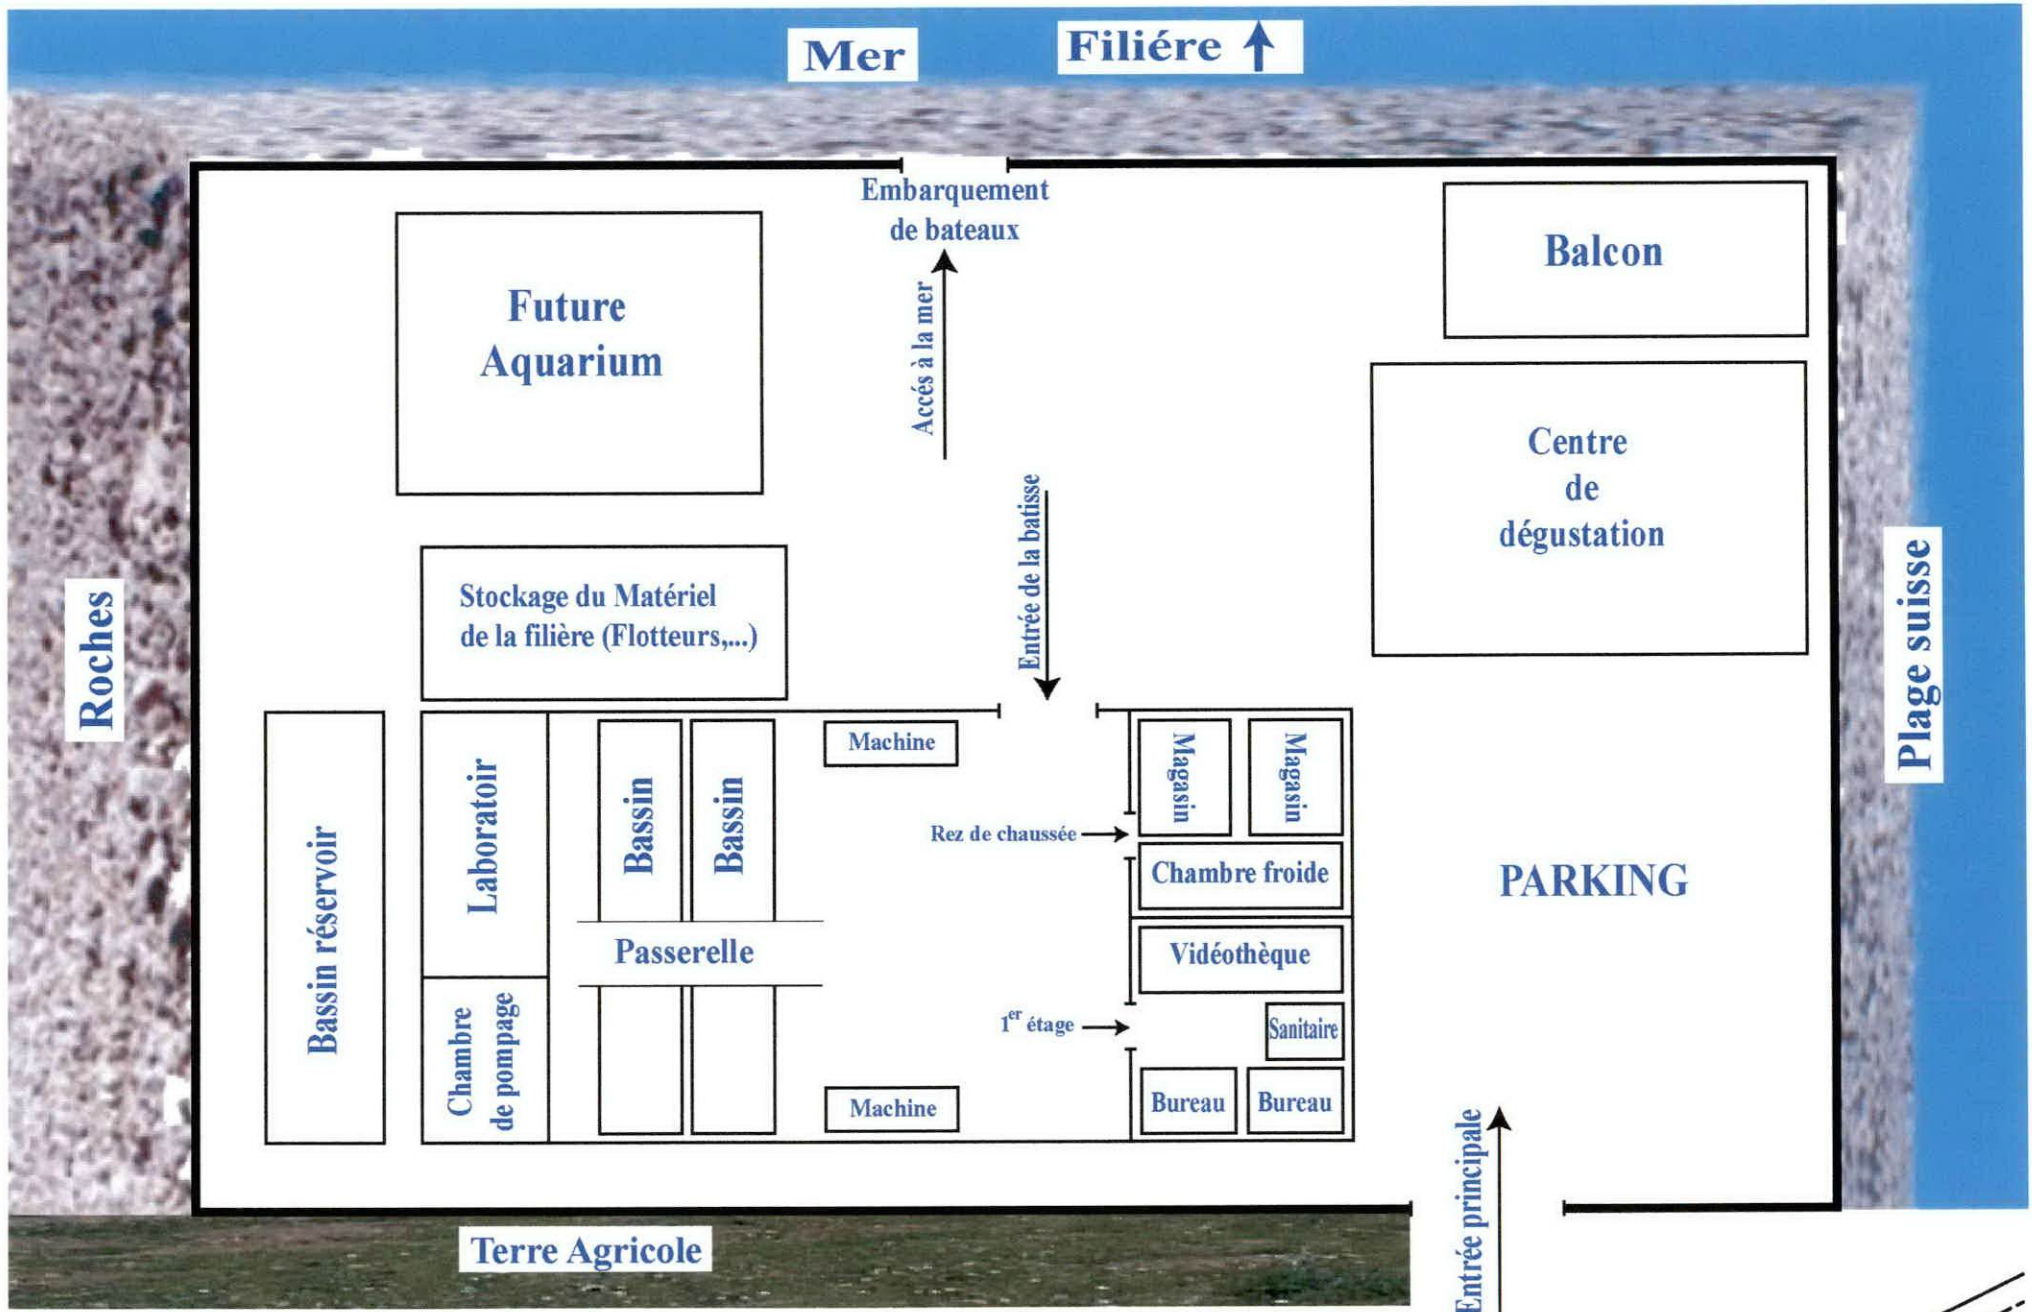 Mer
Filiére
Embarquement
de bateaux
Balcon
Future
Aquarium
Accés à la mer
Centre
de
dégustation
Entrée de la batisse
Stockage du Matériel
de la filière (Flotteurs,...)
Roches
Plage suisse
Bassin réservoir
Laboratoir
Bassin
Bassin
Machine
Magasin
Magasin
Rez de chaussée
Chambre froide
PARKING
Passerelle
Vidéothèque
Chambre
de pompage
1er étage
Sanitaire
Machine
Bureau
Bureau
Entrée principale
Terre Agricole